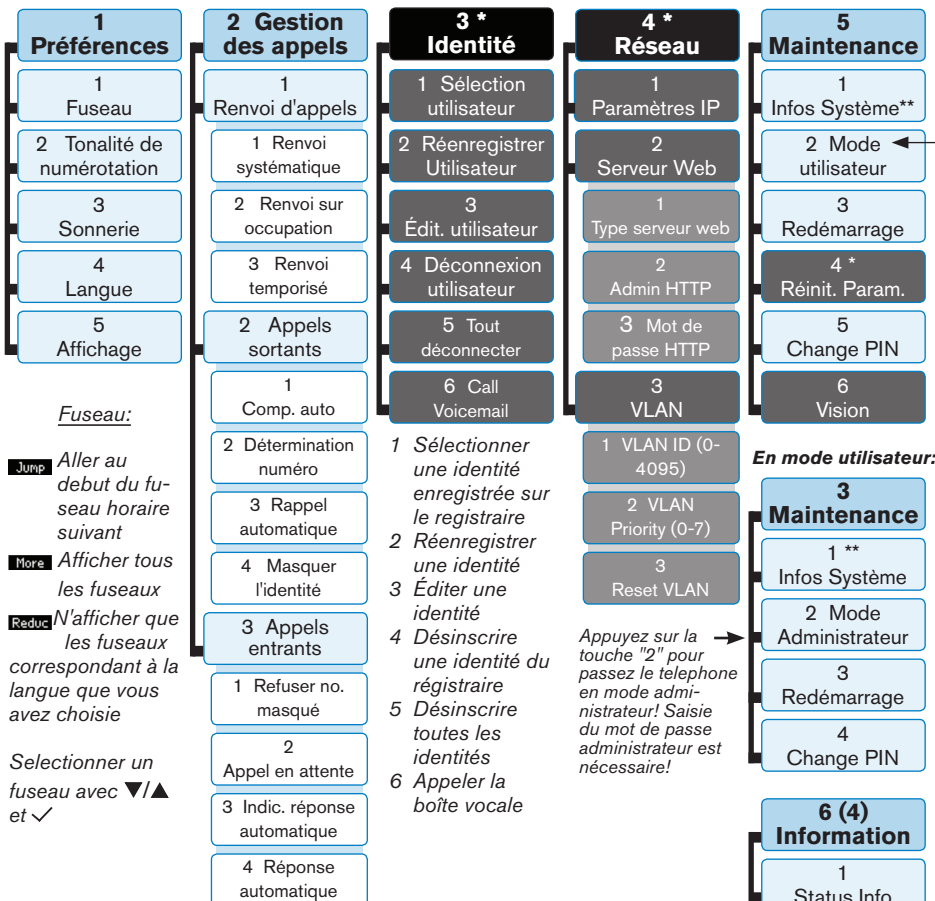 1
Préférences
1
Fuseau
2 Tonalité de
numérotation
3
Sonnerie
4
Langue
5
Affichage
Fuseau:
Jump Aller au
debut du fu-
seau horaire
suivant
More Afficher tous
les fuseaux
Reduc N'afficher que
les fuseaux
correspondant à la
langue que vous
avez choisie
Selectionner un
fuseau avec ▼/▲
et ✓
2 Gestion
des appels
1
Renvoi d'appels
1 Renvoi
systématique
2 Renvoi sur
occupation
3 Renvoi
temporisé
2 Appels
sortants
1
Comp. auto
2 Détermination
numéro
3 Rappel
automatique
4 Masquer
l'identité
3 Appels
entrants
1 Refuser no.
masqué
2
Appel en attente
3 Indic. réponse
automatique
4 Réponse
automatique
3 *
Identité
1 Sélection
utilisateur
2 Réenregistrer
Utilisateur
3
Édit. utilisateur
4 Déconnexion
utilisateur
5 Tout
déconnecter
6 Call
Voicemail
1 Sélectionner
une identité
enregistrée sur
le registraire
2 Réenregistrer
une identité
3 Éditer une
identité
4 Désinscrire
une identité du
régistraire
5 Désinscrire
toutes les
identités
6 Appeler la
boîte vocale
4 *
Réseau
1
Paramètres IP
2
Serveur Web
1
Type serveur web
2
Admin HTTP
3 Mot de
passe HTTP
3
VLAN
1 VLAN ID (0-
4095)
2 VLAN
Priority (0-7)
3
Reset VLAN
Appuyez sur la
touche "2" pour
passez le telephone
en mode admi-
nistrateur! Saisie
du mot de passe
administrateur est
nécessaire!
5
Maintenance
1
Infos Système**
2 Mode
utilisateur
3
Redémarrage
4 *
Réinit. Param.
5
Change PIN
6
Vision
En mode utilisateur:
3
Maintenance
1 **
Infos Système
2 Mode
Administrateur
3
Redémarrage
4
Change PIN
6 (4)
Information
1
Status Info